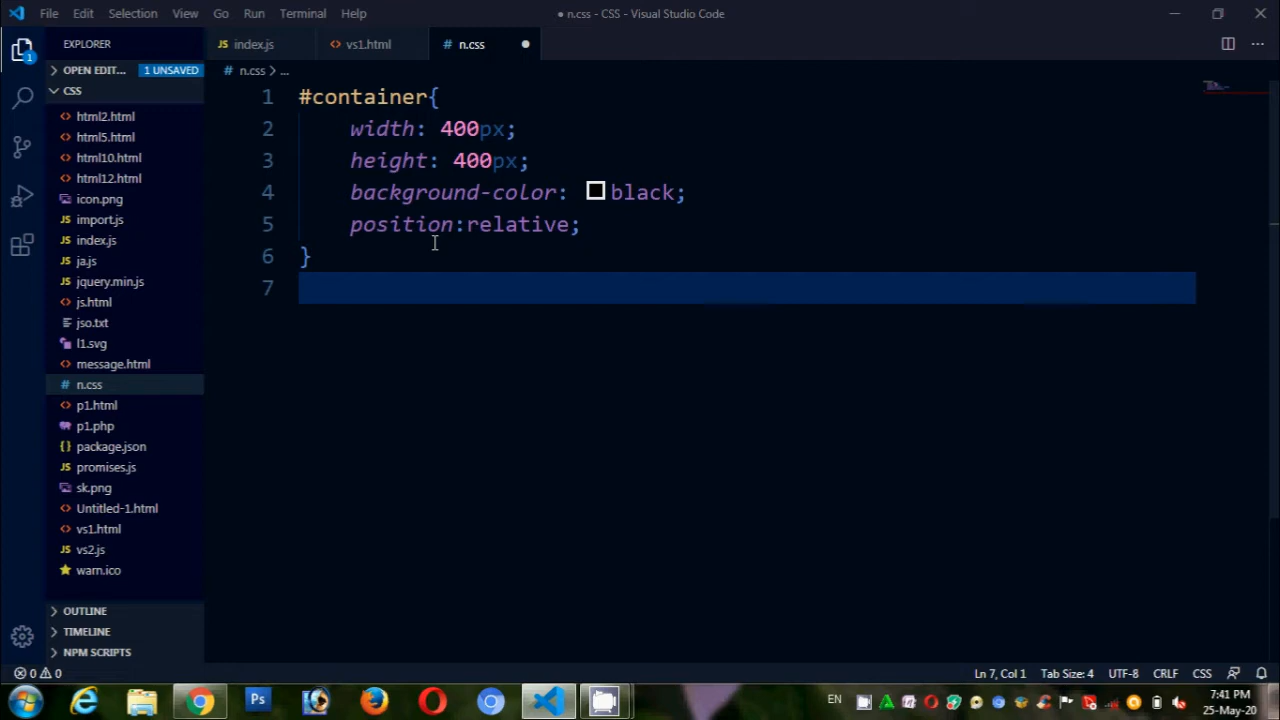 File Edit Selection View Go Run Terminal Help
● n.css - CSS - Visual Studio Code
EXPLORER
index.js
vs1.html
n.css
OPEN EDIT... 1 UNSAVED
n.css > ...
CSS
html2.html
html5.html
html10.html
html12.html
icon.png
import.js
index.js
ja.js
jquery.min.js
js.html
jso.txt
l1.svg
message.html
n.css
p1.html
p1.php
package.json
promises.js
sk.png
Untitled-1.html
vs1.html
vs2.js
warn.ico
OUTLINE
TIMELINE
NPM SCRIPTS
1 #container{
2 width: 400px;
3 height: 400px;
4 background-color: black;
5 position:relative;
6 }
7
0 0
Ln 7, Col 1 Tab Size: 4 UTF-8 CRLF CSS
1
Ps
EN
7:41 PM
25-May-20